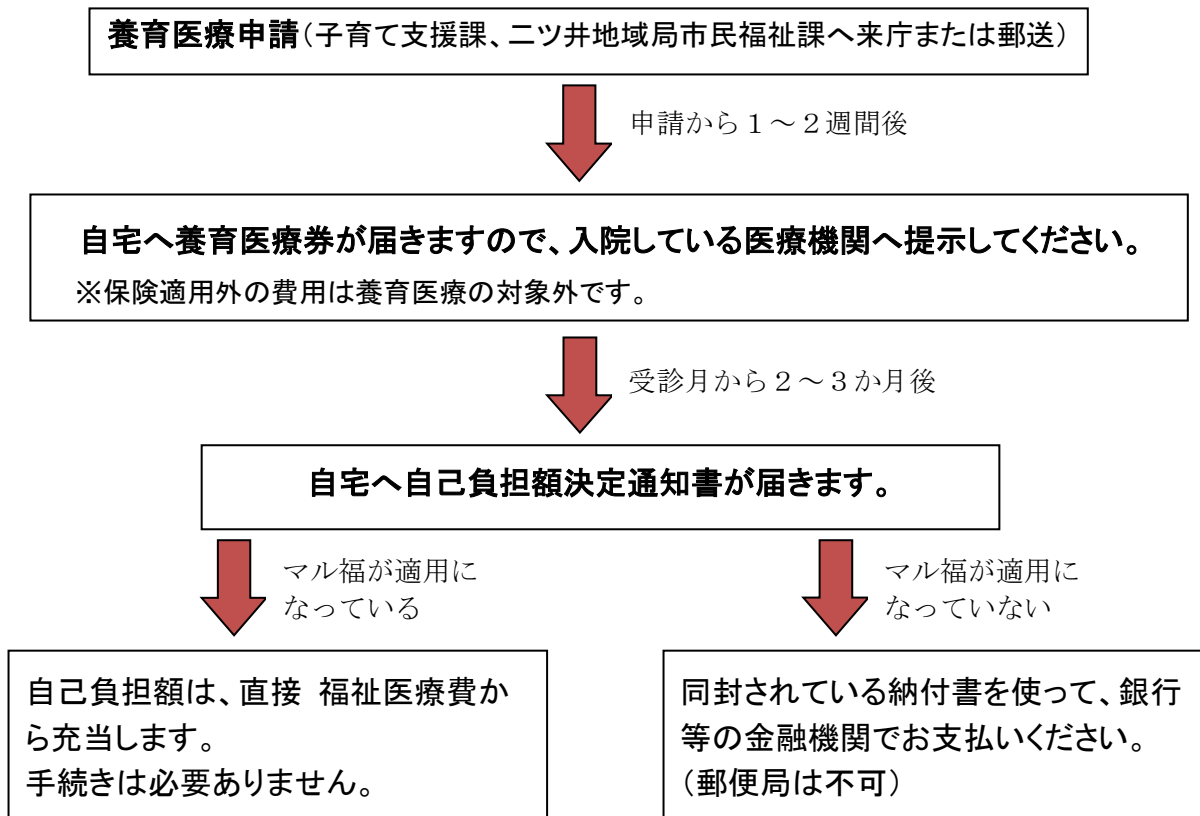 養育医療申請(子育て支援課、二ツ井地域局市民福祉課へ来庁または郵送)
申請から１～２週間後
自宅へ養育医療券が届きますので、入院している医療機関へ提示してください。
※保険適用外の費用は養育医療の対象外です。
受診月から２～３か月後
自宅へ自己負担額決定通知書が届きます。
マル福が適用に
なっている
マル福が適用に
なっていない
自己負担額は、直接 福祉医療費か
ら充当します。
手続きは必要ありません。
同封されている納付書を使って、銀行
等の金融機関でお支払いください。
(郵便局は不可)